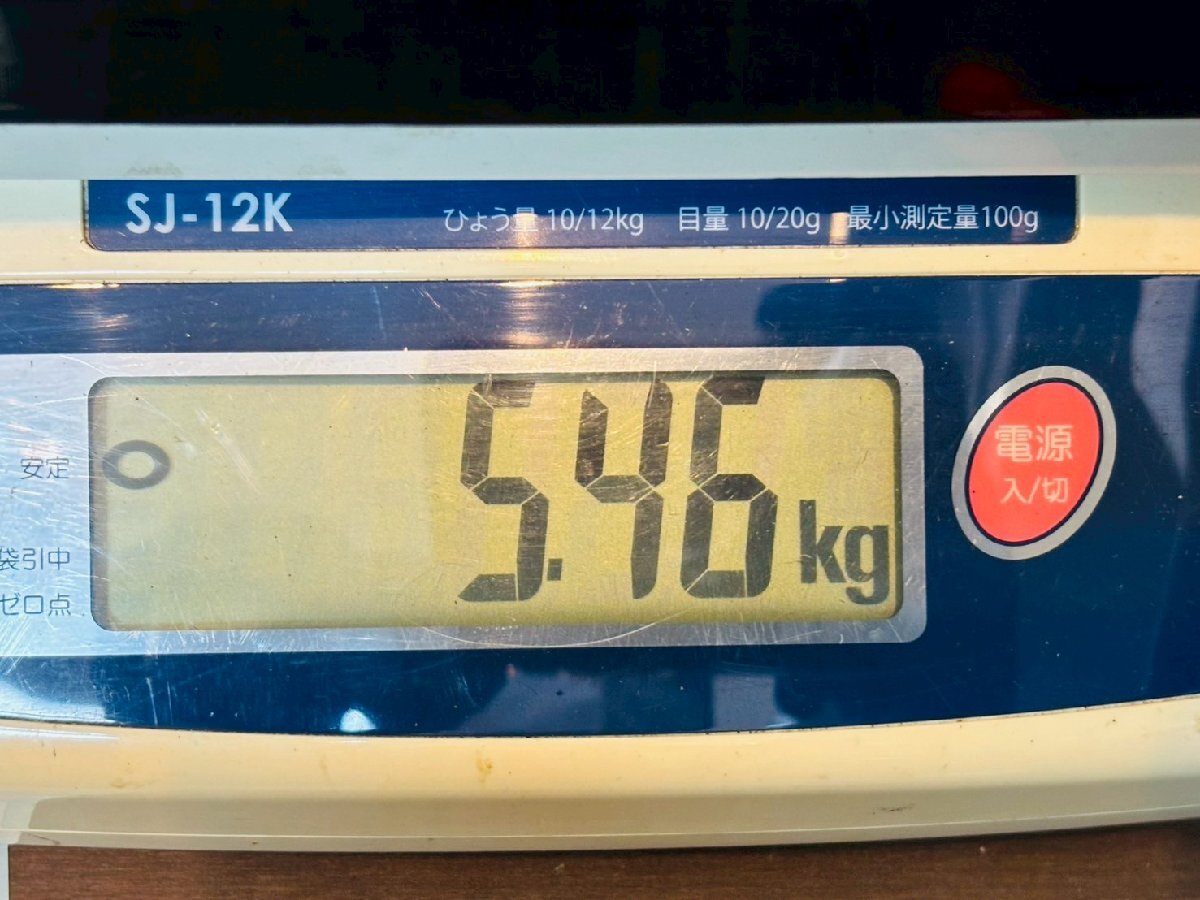 SJ-12K ひょう量 10/12kg 目量 10/20g 最小測定量100g
安定
5.46 kg
電源
入/切
袋引中
ゼロ点